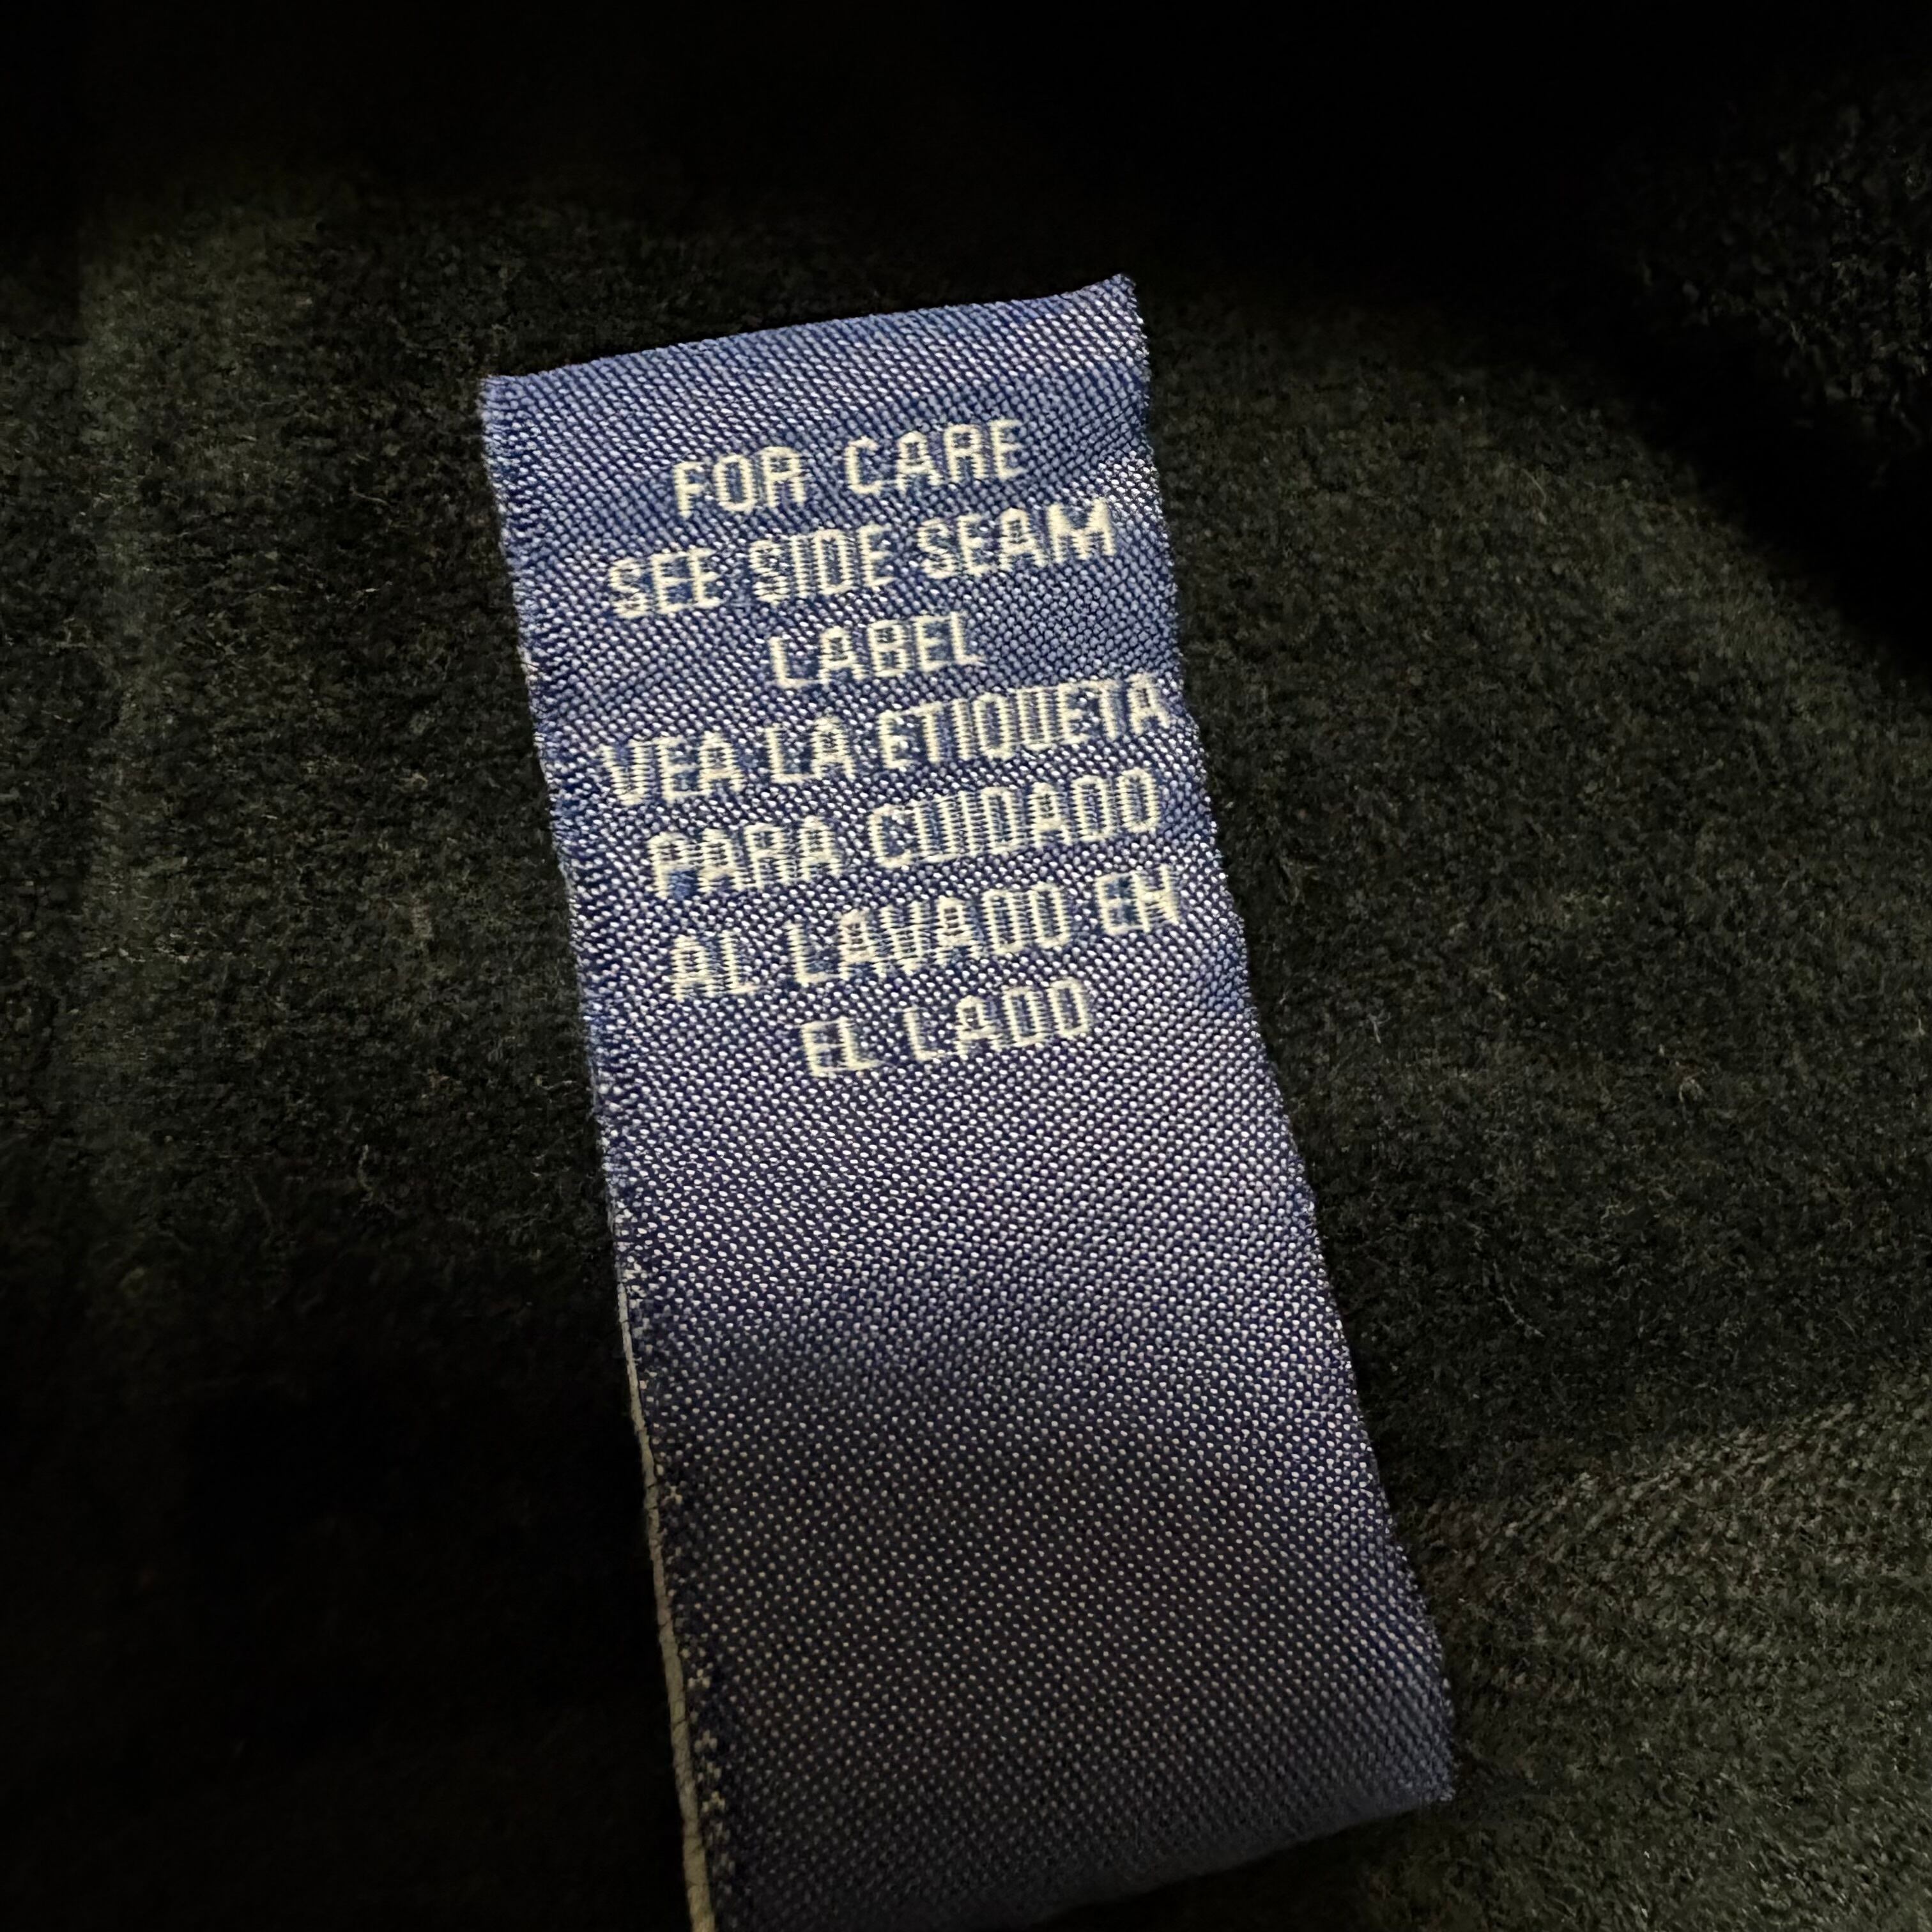 FOR CARE
SEE SIDE SEAM
LABEL
VEA LA ETIQUETA
PARA CUIDADO
AL LAVADO EN
EL LADO